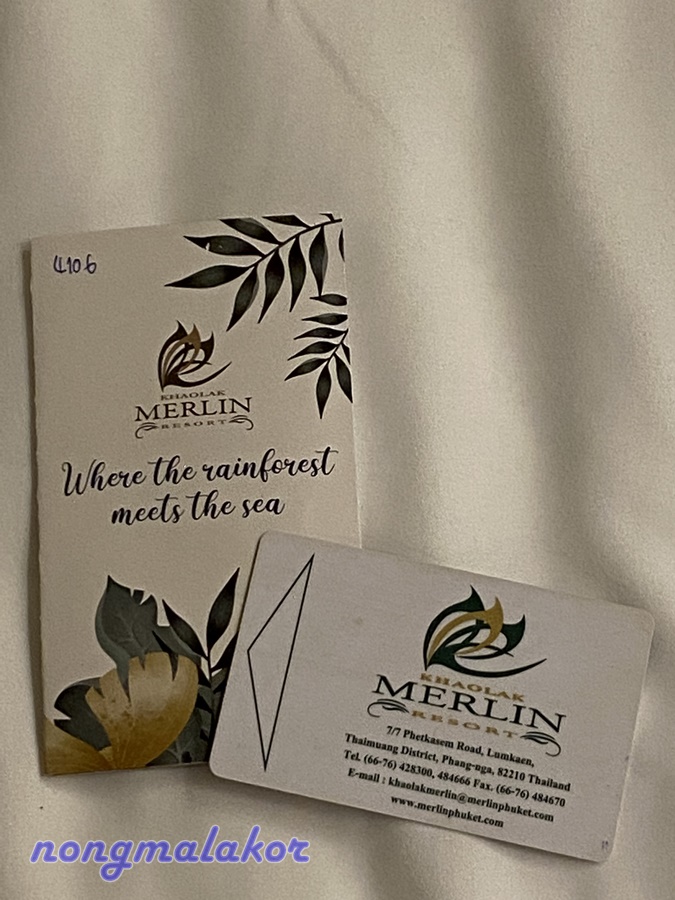 4106
KHAOLAK
MERLIN
RESORT
Where the rainforest
meets the sea
KHAOLAK
MERLIN
RESORT
7/7 Phetkasem Road, Lumkaen,
Thaimuang District, Phang-nga, 82210 Thailand
Tel. (66-76) 428300, 484666 Fax. (66-76) 484670
E-mail : khaolakmerlin@merlinphuket.com
www.merlinphuket.com
nongmalakor